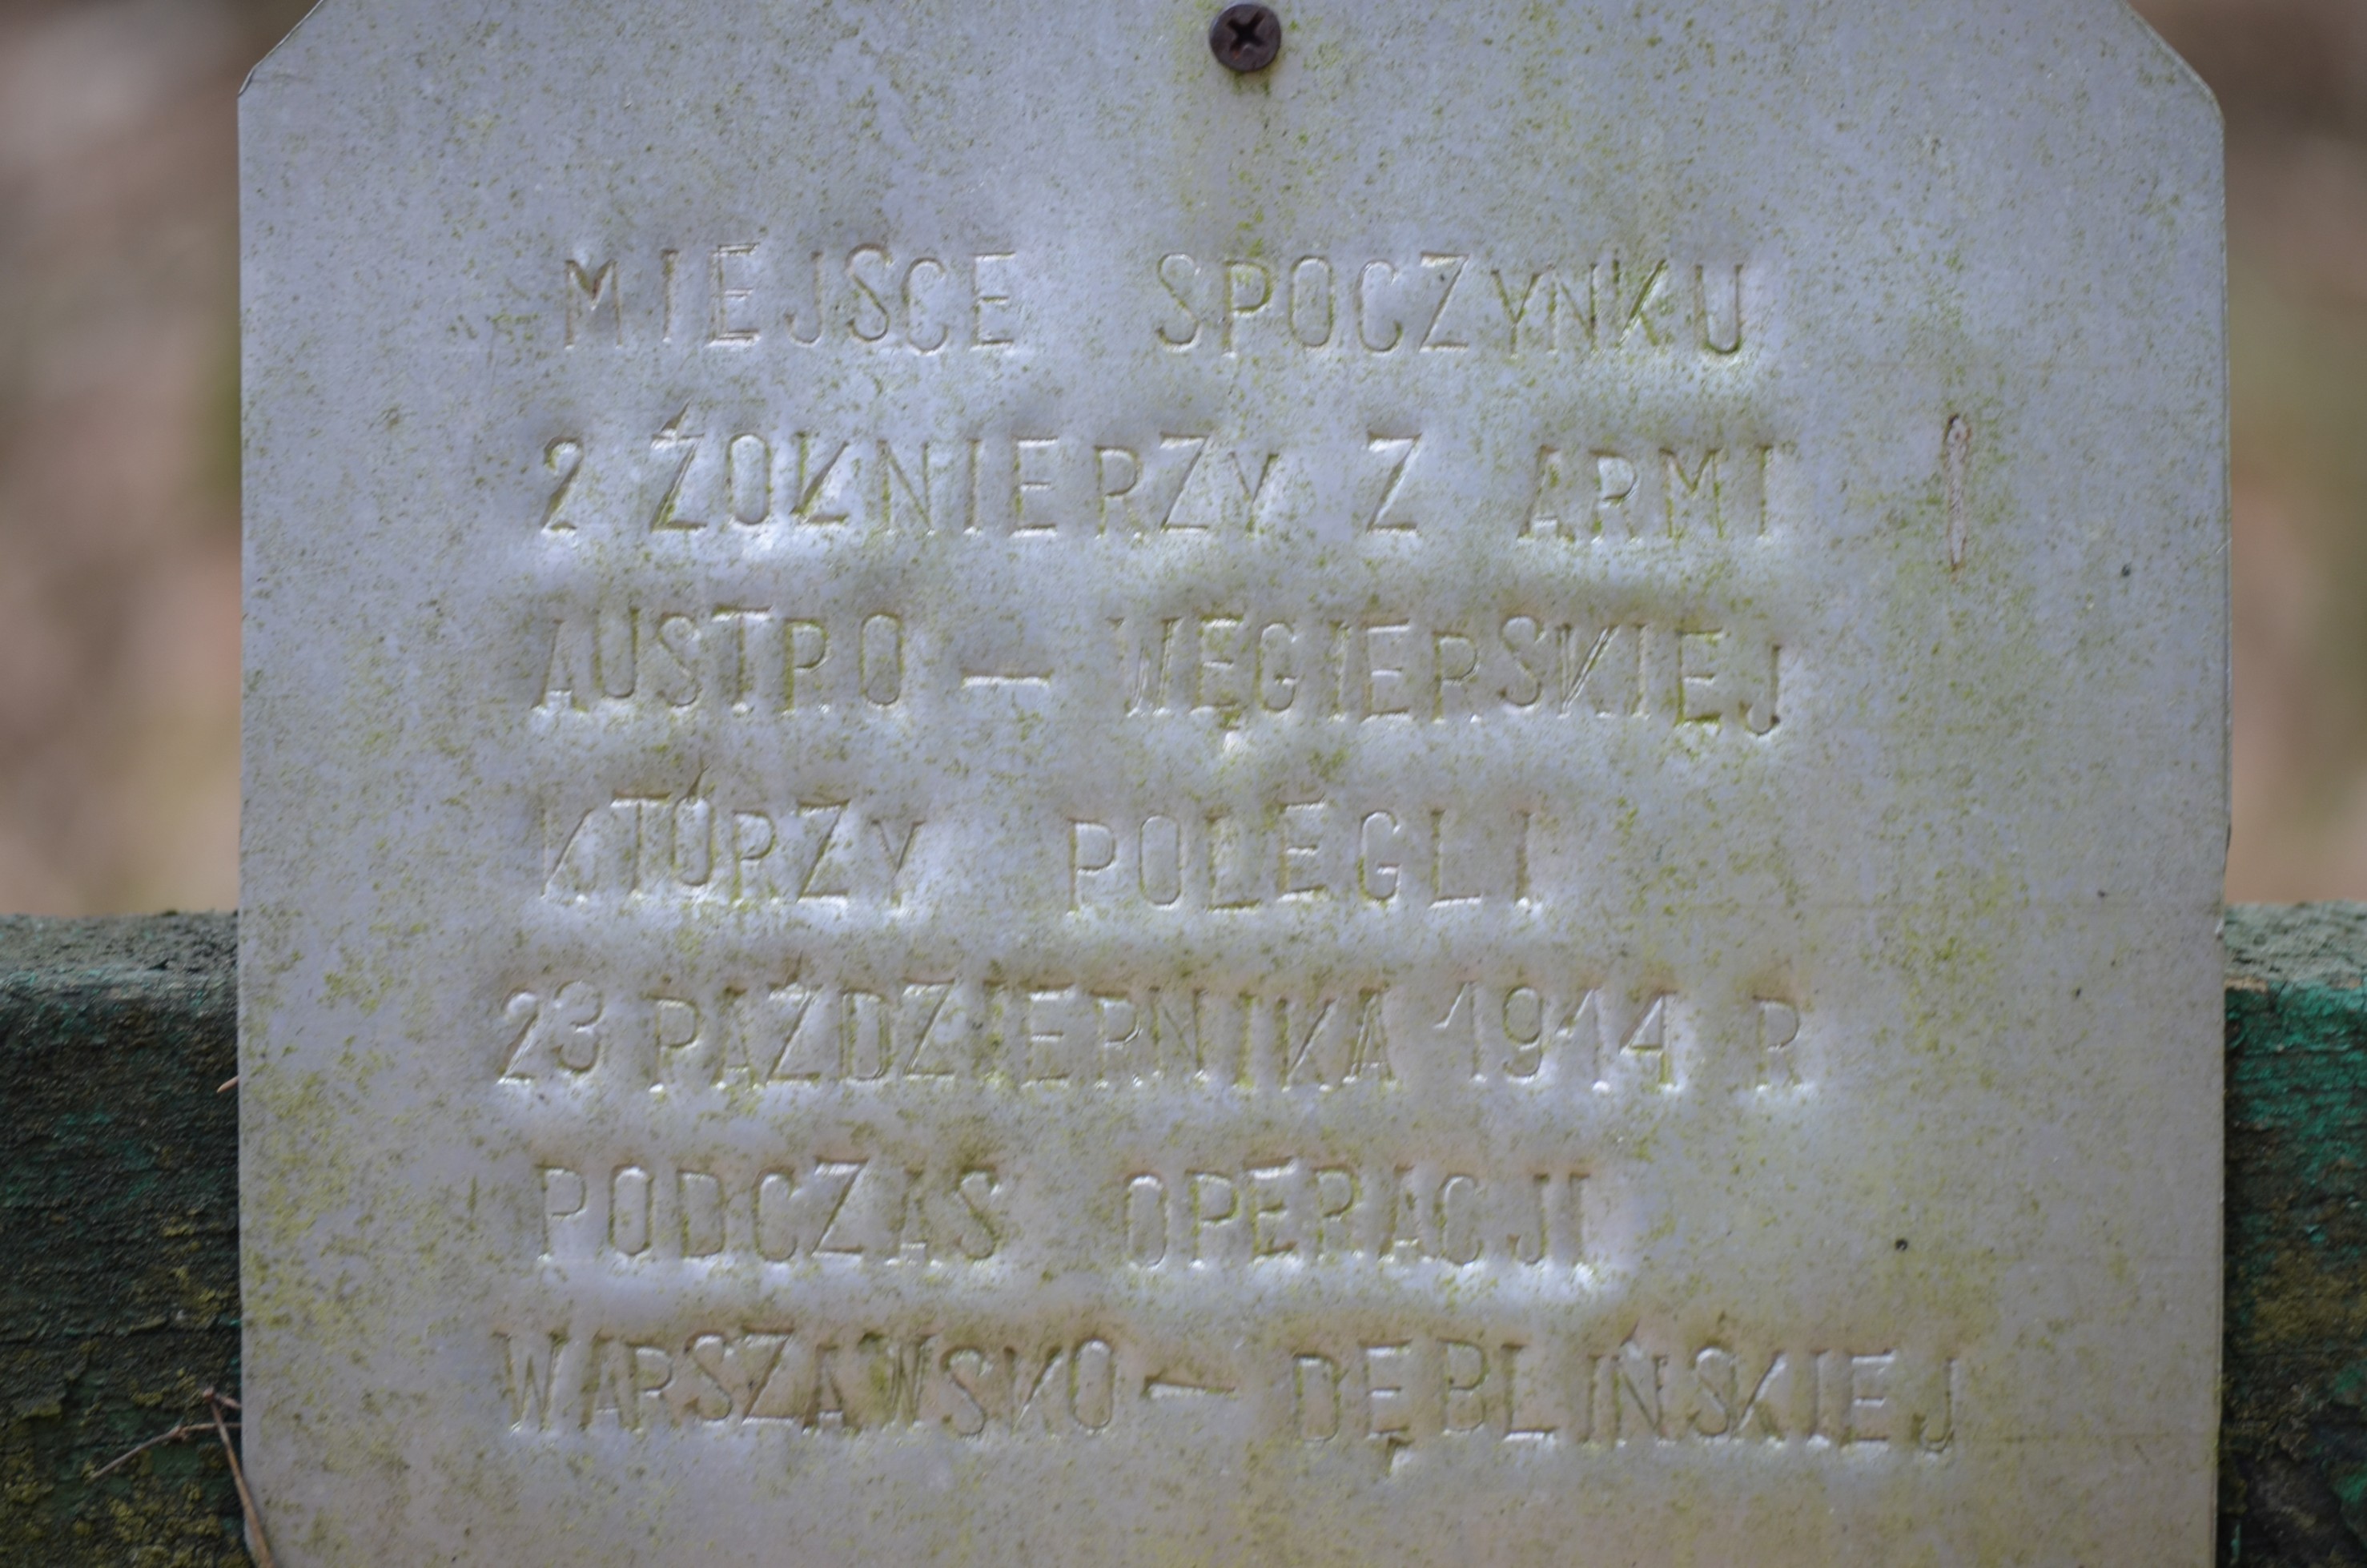 MIEJSCE SPOCZYNKU
2 ŻOŁNIERZY Z ARMI
AUSTRO — WĘGIERSKIEJ
KTÓRZY POLEGLI
23 PAŹDZIERNIKA 1914 R
PODCZAS OPERACJI
WARSZAWSKO — DĘBLIŃSKIEJ